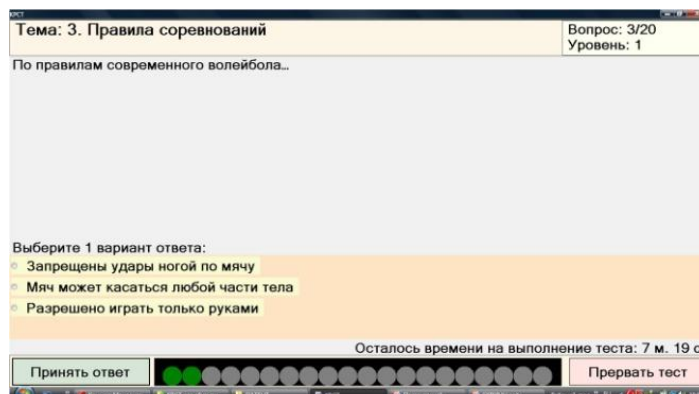 КРСТ
Тема: 3. Правила соревнований
Вопрос: 3/20
Уровень: 1
По правилам современного волейбола...
Выберите 1 вариант ответа:
Запрещены удары ногой по мячу
Мяч может касаться любой части тела
Разрешено играть только руками
Осталось времени на выполнение теста: 7 м. 19 с
Принять ответ
Прервать тест